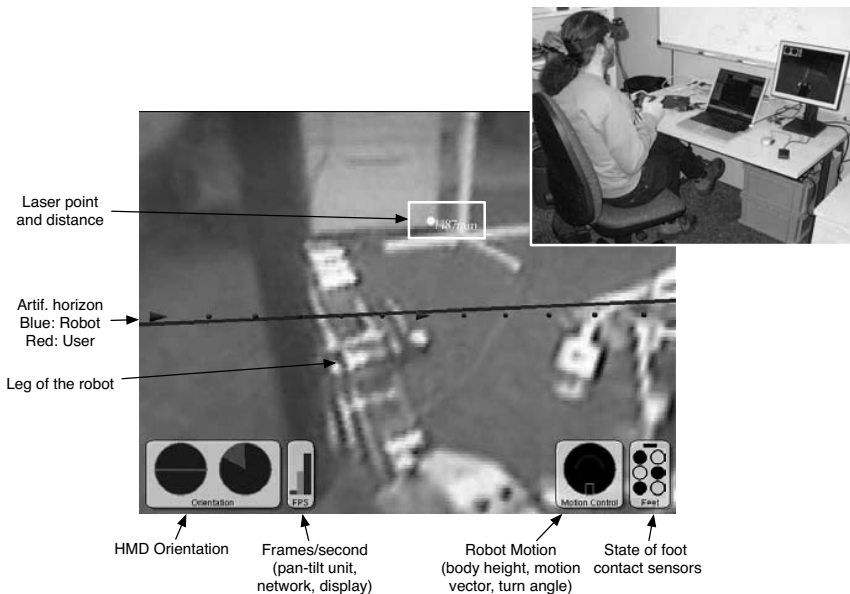 Laser point
and distance
1487mm
Artif. horizon
Blue: Robot
Red: User
Leg of the robot
Orientation
FPS
Motion Control
Feet
HMD Orientation
Frames/second
(pan-tilt unit,
network, display)
Robot Motion
(body height, motion
vector, turn angle)
State of foot
contact sensors